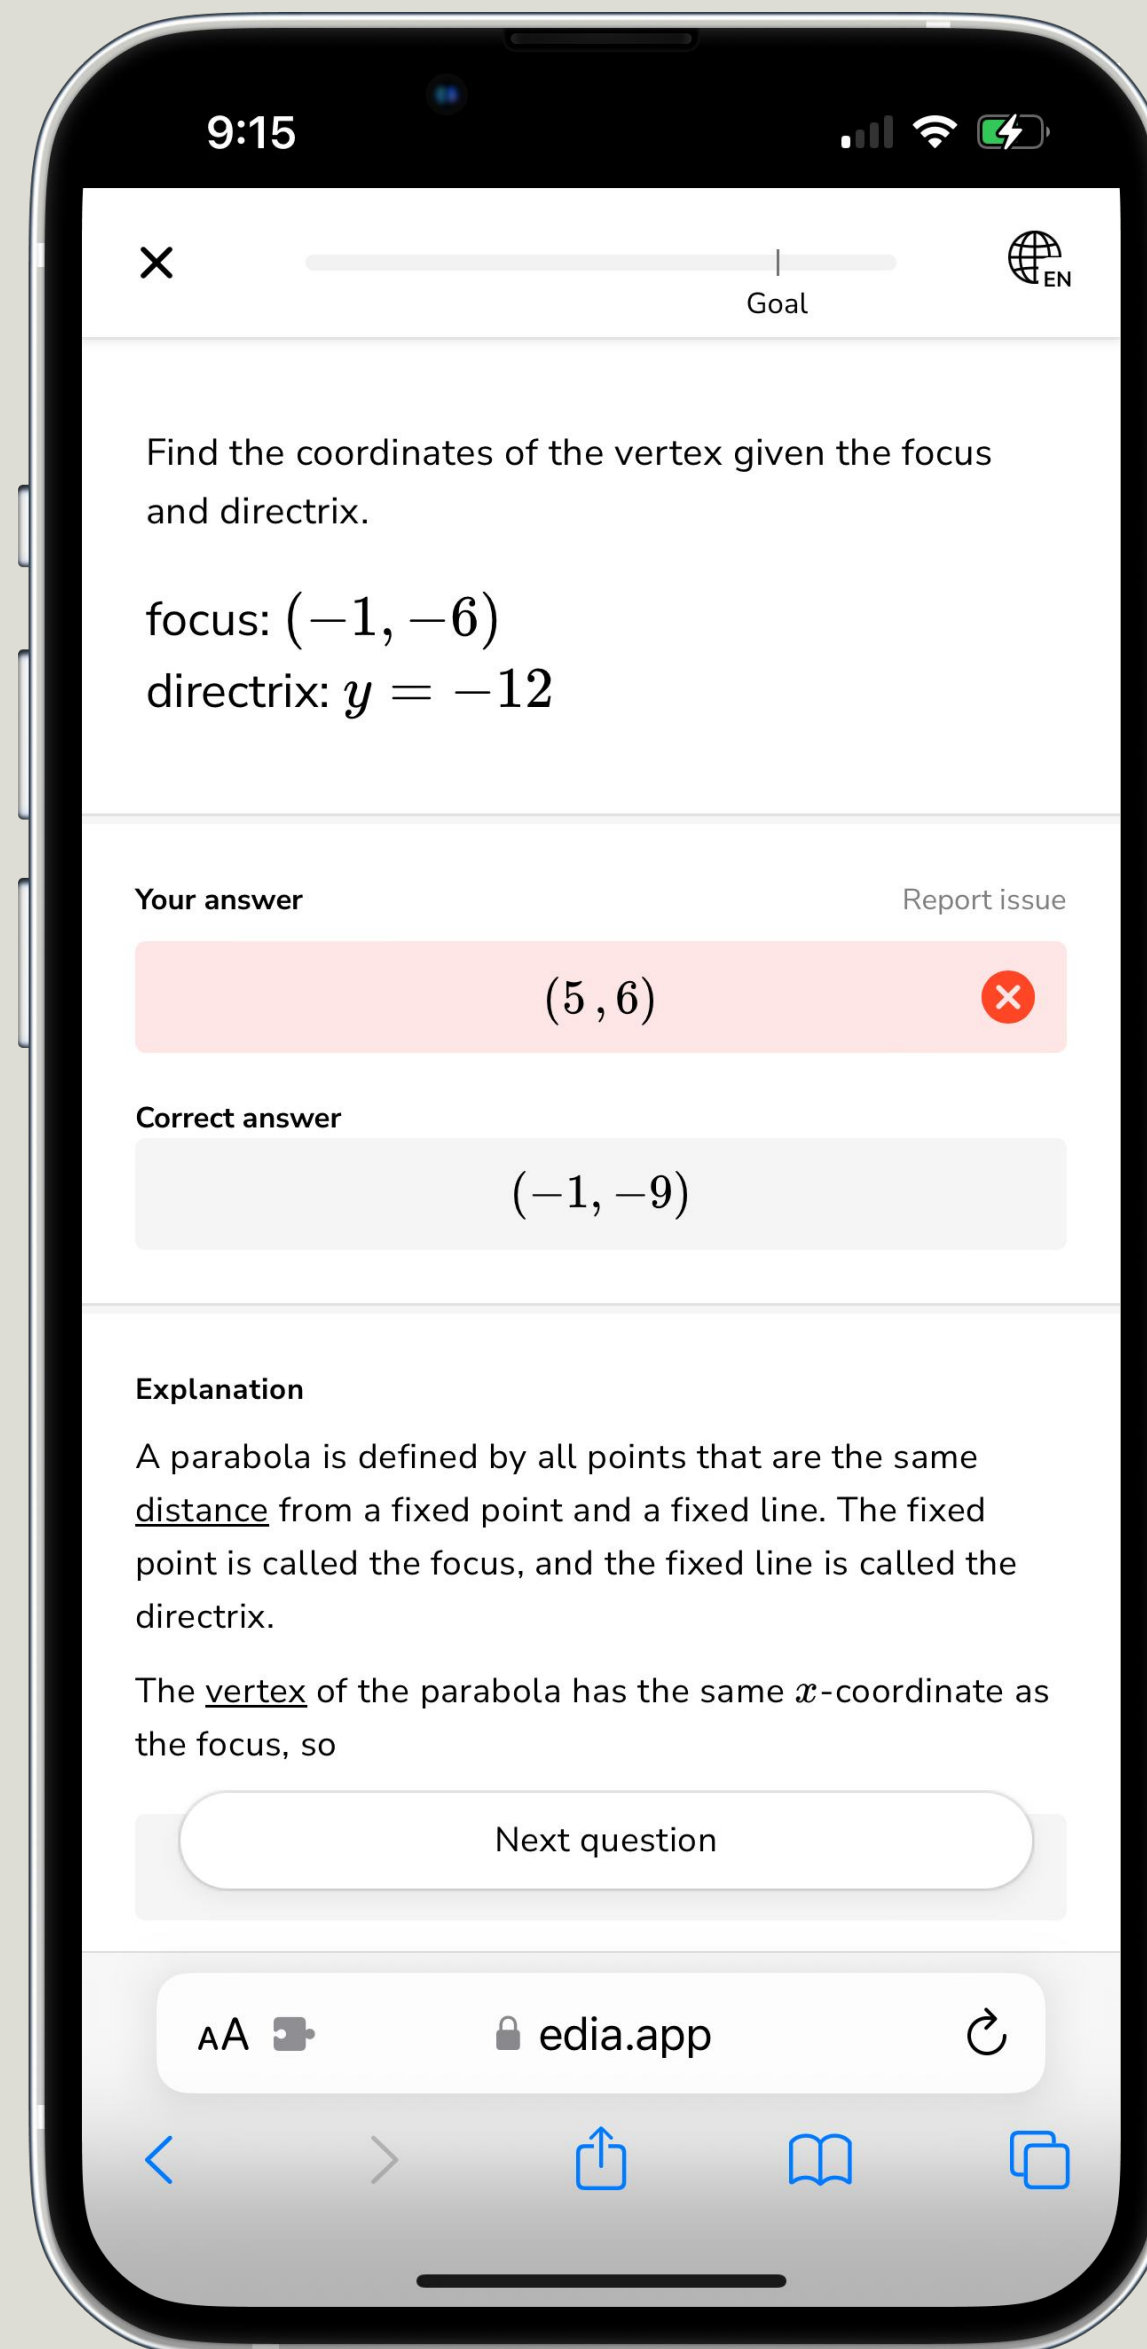 9:15
EN
Goal
Find the coordinates of the vertex given the focus
and directrix.
focus: (−1, −6)
directrix: y = −12
Your answer
Report issue
(5 , 6)
Correct answer
(−1, −9)
Explanation
A parabola is defined by all points that are the same
distance from a fixed point and a fixed line. The fixed
point is called the focus, and the fixed line is called the
directrix.
The vertex of the parabola has the same x-coordinate as
the focus, so
Next question
AA
edia.app